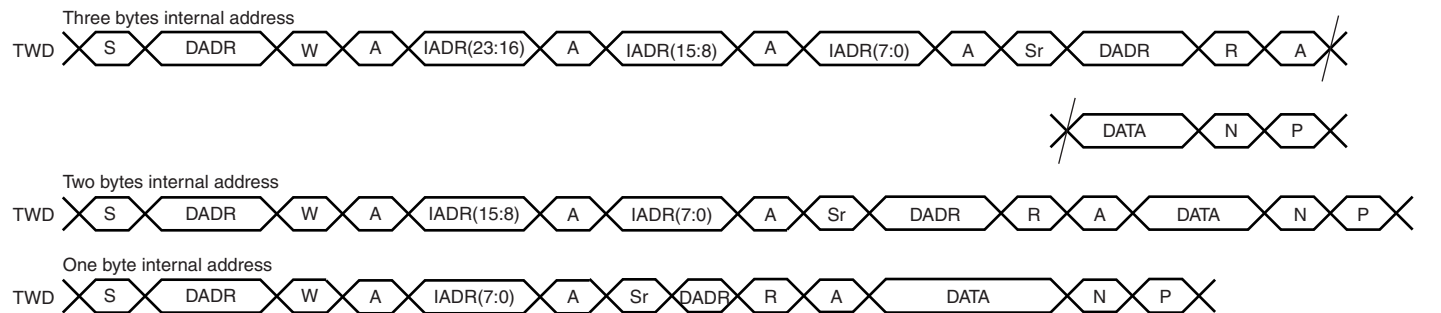 Three bytes internal address
TWD S DADR W A IADR(23:16) A IADR(15:8) A IADR(7:0) A Sr DADR R A
DATA N P
Two bytes internal address
TWD S DADR W A IADR(15:8) A IADR(7:0) A Sr DADR R A DATA N P
One byte internal address
TWD S DADR W A IADR(7:0) A Sr DADR R A DATA N P